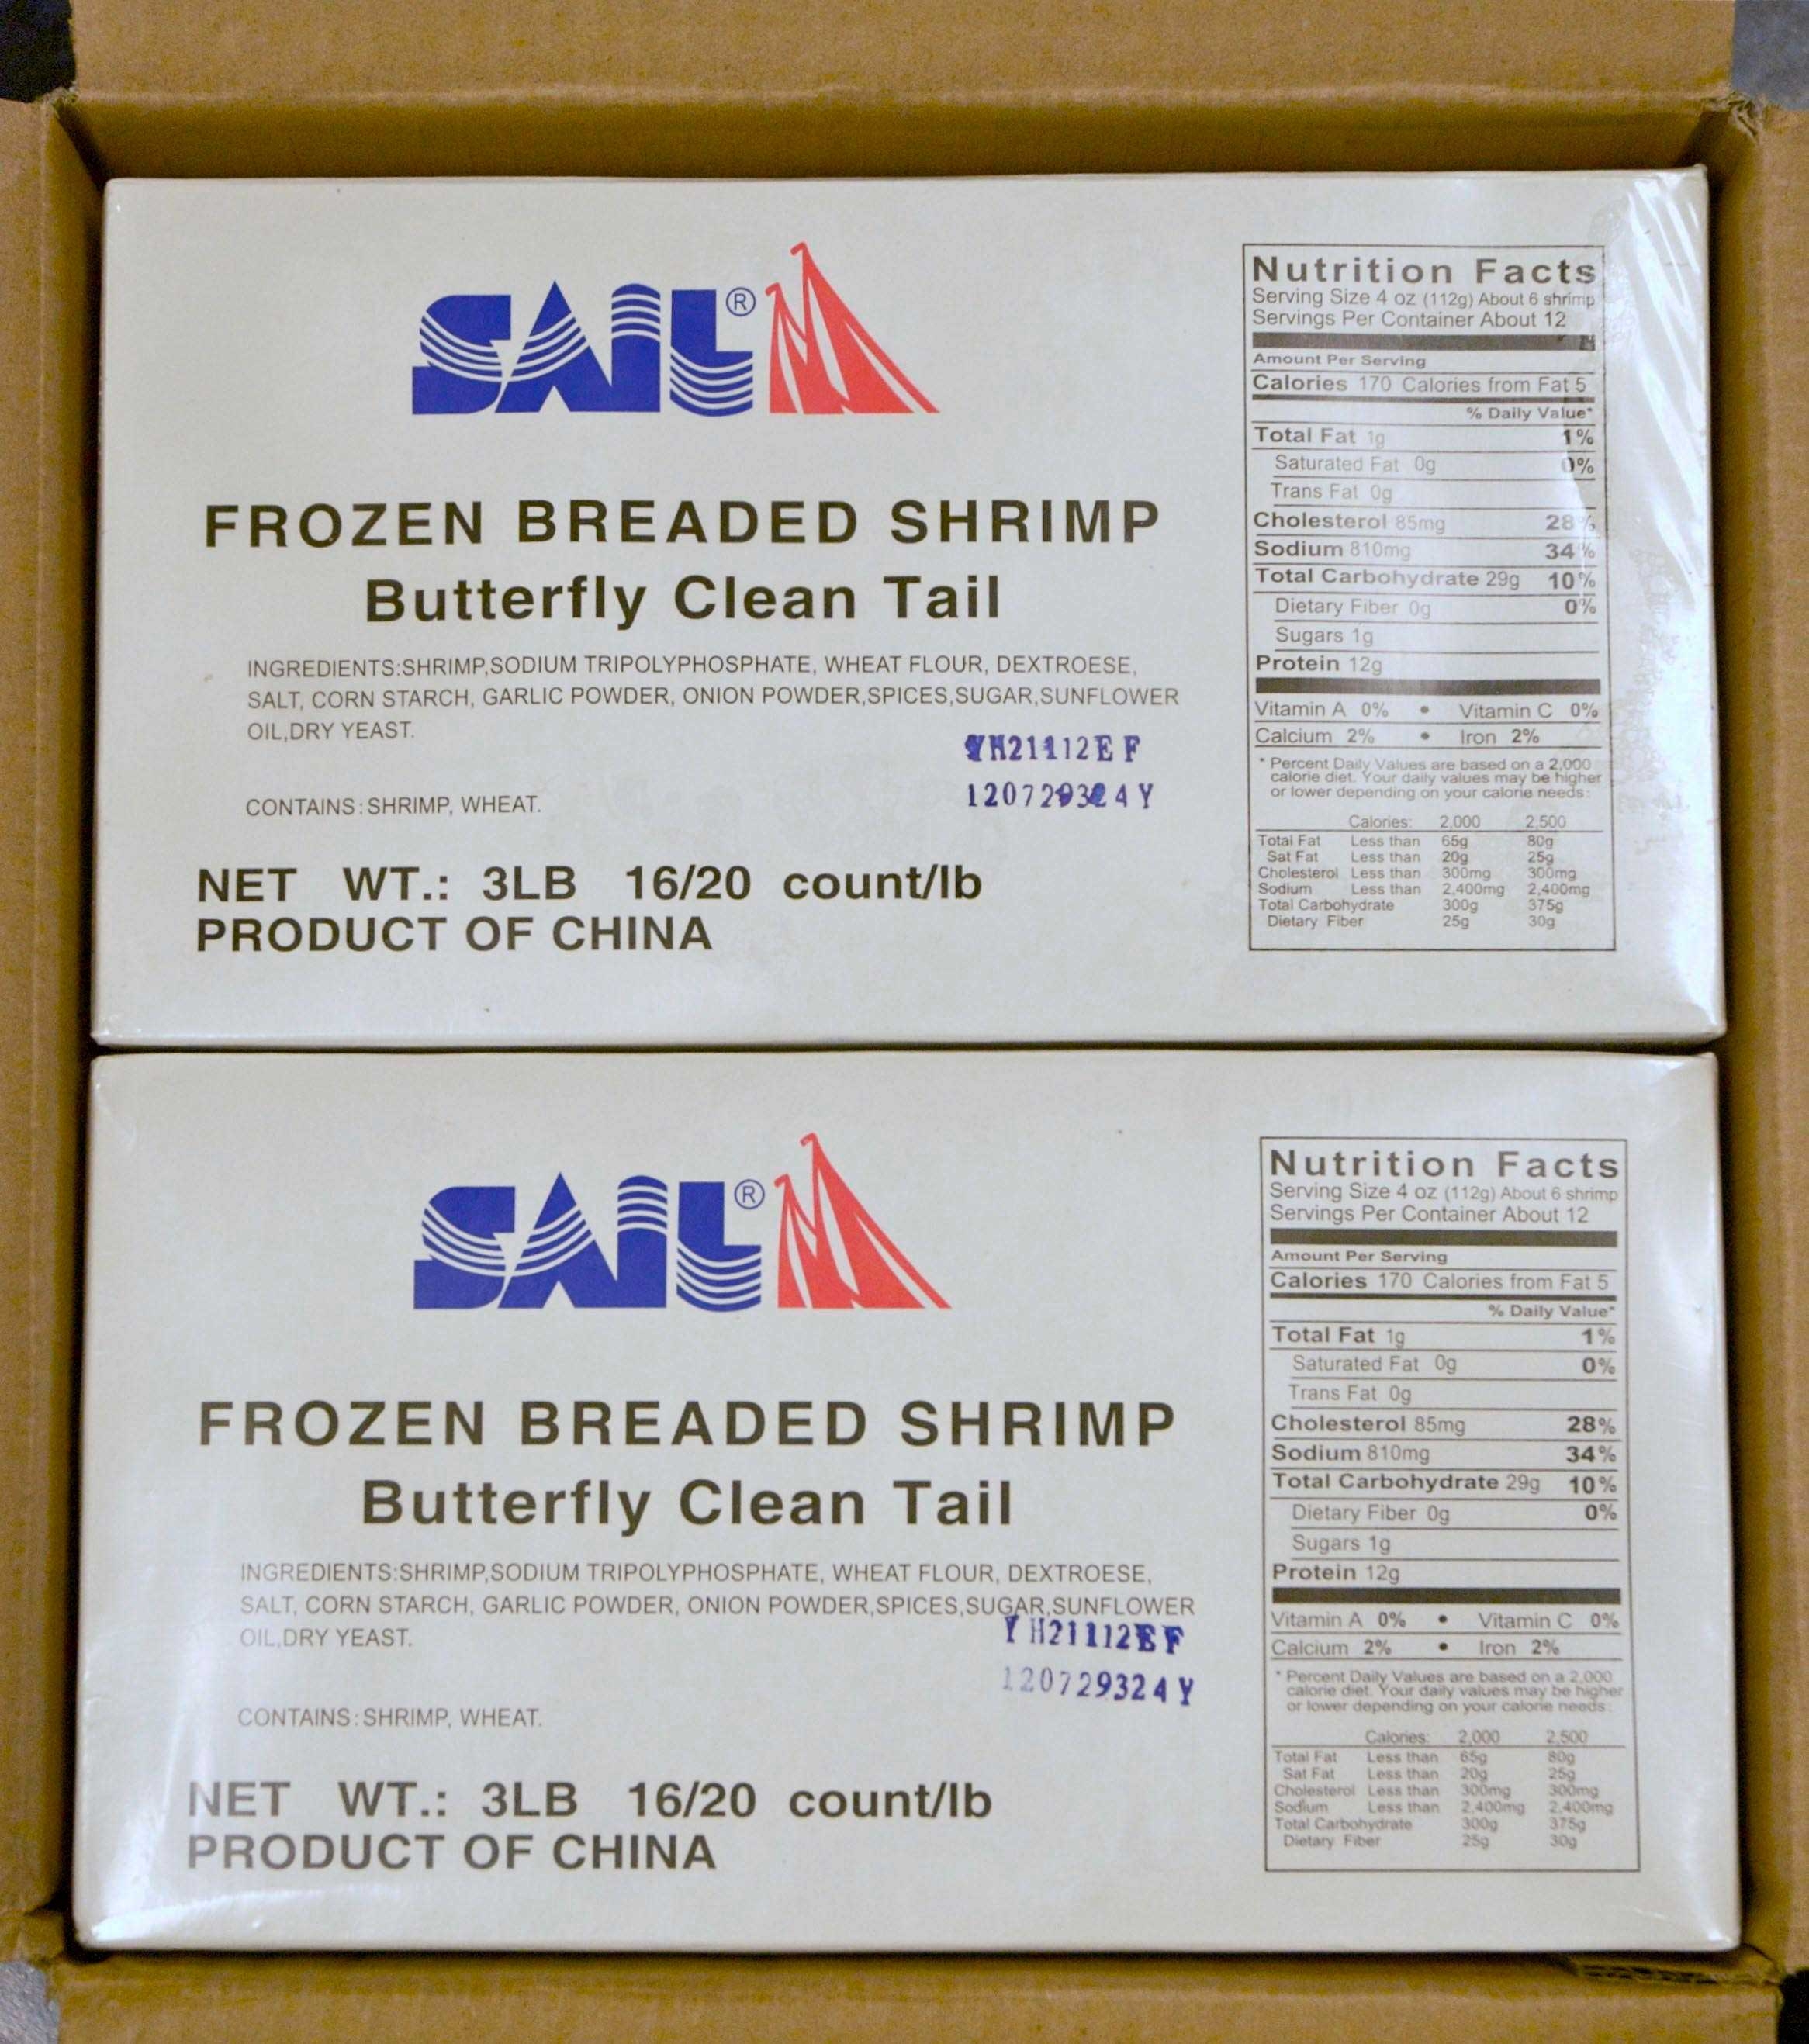 SAIL®
FROZEN BREADED SHRIMP
Butterfly Clean Tail
INGREDIENTS:SHRIMP,SODIUM TRIPOLYPHOSPHATE, WHEAT FLOUR, DEXTROESE,
SALT, CORN STARCH, GARLIC POWDER, ONION POWDER,SPICES,SUGAR,SUNFLOWER
OIL,DRY YEAST.
YH21112EF
120729324Y
CONTAINS: SHRIMP, WHEAT.
NET WT.: 3LB 16/20 count/lb
PRODUCT OF CHINA
Nutrition Facts
Serving Size 4 oz (112g) About 6 shrimp
Servings Per Container About 12
Amount Per Serving
Calories 170 Calories from Fat 5
% Daily Value*
Total Fat 1g 1%
Saturated Fat 0g 0%
Trans Fat 0g
Cholesterol 85mg 28%
Sodium 810mg 34%
Total Carbohydrate 29g 10%
Dietary Fiber 0g 0%
Sugars 1g
Protein 12g
Vitamin A 0% • Vitamin C 0%
Calcium 2% • Iron 2%
* Percent Daily Values are based on a 2,000
calorie diet. Your daily values may be higher
or lower depending on your calorie needs:
Calories: 2,000 2,500
Total Fat Less than 65g 80g
Sat Fat Less than 20g 25g
Cholesterol Less than 300mg 300mg
Sodium Less than 2,400mg 2,400mg
Total Carbohydrate 300g 375g
Dietary Fiber 25g 30g
SAIL®
FROZEN BREADED SHRIMP
Butterfly Clean Tail
INGREDIENTS:SHRIMP,SODIUM TRIPOLYPHOSPHATE, WHEAT FLOUR, DEXTROESE,
SALT, CORN STARCH, GARLIC POWDER, ONION POWDER,SPICES,SUGAR,SUNFLOWER
OIL,DRY YEAST.
YH21112EF
120729324Y
CONTAINS: SHRIMP, WHEAT.
NET WT.: 3LB 16/20 count/lb
PRODUCT OF CHINA
Nutrition Facts
Serving Size 4 oz (112g) About 6 shrimp
Servings Per Container About 12
Amount Per Serving
Calories 170 Calories from Fat 5
% Daily Value*
Total Fat 1g 1%
Saturated Fat 0g 0%
Trans Fat 0g
Cholesterol 85mg 28%
Sodium 810mg 34%
Total Carbohydrate 29g 10%
Dietary Fiber 0g 0%
Sugars 1g
Protein 12g
Vitamin A 0% • Vitamin C 0%
Calcium 2% • Iron 2%
* Percent Daily Values are based on a 2,000
calorie diet. Your daily values may be higher
or lower depending on your calorie needs:
Calories: 2,000 2,500
Total Fat Less than 65g 80g
Sat Fat Less than 20g 25g
Cholesterol Less than 300mg 300mg
Sodium Less than 2,400mg 2,400mg
Total Carbohydrate 300g 375g
Dietary Fiber 25g 30g